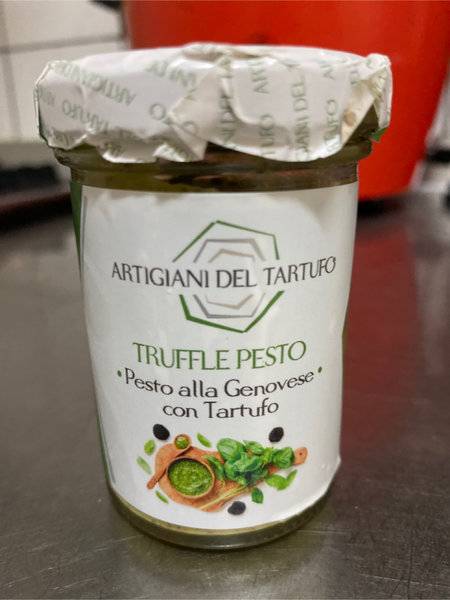 ARTIGIANI DEL TARTUFO
TRUFFLE PESTO
• Pesto alla Genovese •
con Tartufo